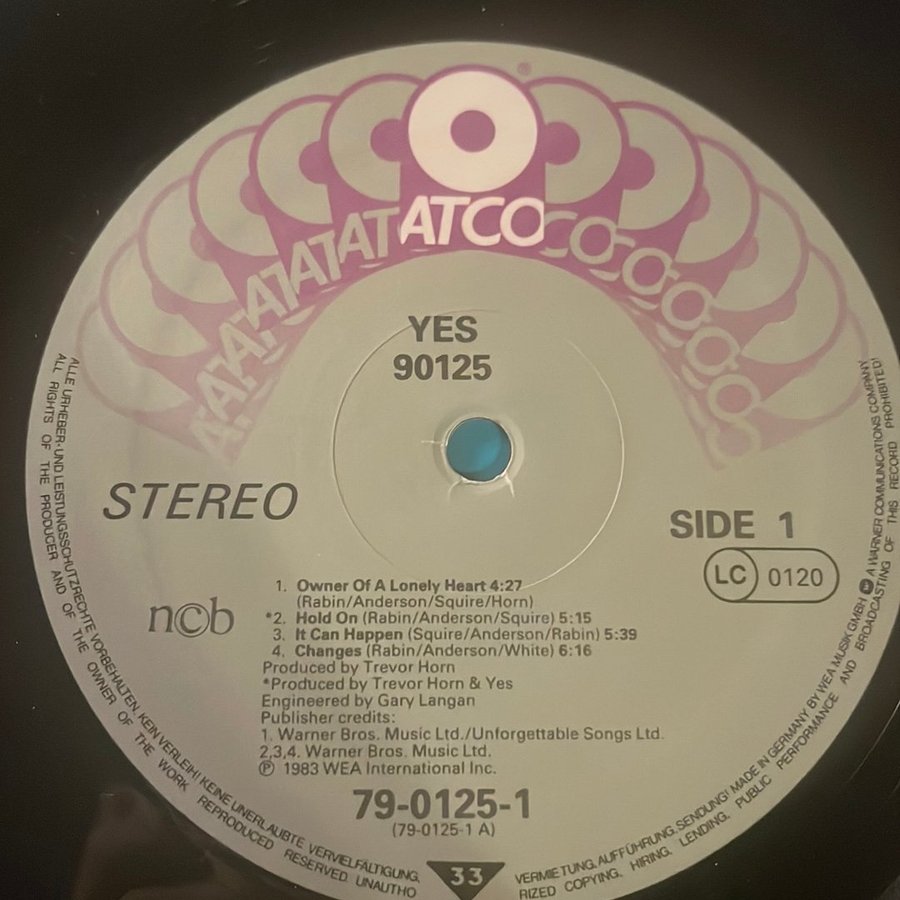 ATCO
®
YES
90125
STEREO
SIDE 1
LC 0120
n©b
1. Owner Of A Lonely Heart 4:27
(Rabin/Anderson/Squire/Horn)
*2. Hold On (Rabin/Anderson/Squire) 5:15
3. It Can Happen (Squire/Anderson/Rabin) 5:39
4. Changes (Rabin/Anderson/White) 6:16
Produced by Trevor Horn
*Produced by Trevor Horn & Yes
Engineered by Gary Langan
Publisher credits:
1. Warner Bros. Music Ltd./Unforgettable Songs Ltd.
2,3,4. Warner Bros. Music Ltd.
℗ 1983 WEA International Inc.
79-0125-1
(79-0125-1 A)
33
ALLE URHEBER- UND LEISTUNGSSCHUTZRECHTE VORBEHALTEN. KEIN VERLEIH! KEINE UNERLAUBTE VERVIELFÄLTIGUNG, VERMIETUNG, AUFFÜHRUNG, SENDUNG! MADE IN GERMANY BY WEA MUSIK GMBH A WARNER COMMUNICATIONS COMPANY
ALL RIGHTS OF THE PRODUCER AND OF THE OWNER OF THE WORK REPRODUCED RESERVED. UNAUTHORIZED COPYING, HIRING, LENDING, PUBLIC PERFORMANCE AND BROADCASTING OF THIS RECORD PROHIBITED!